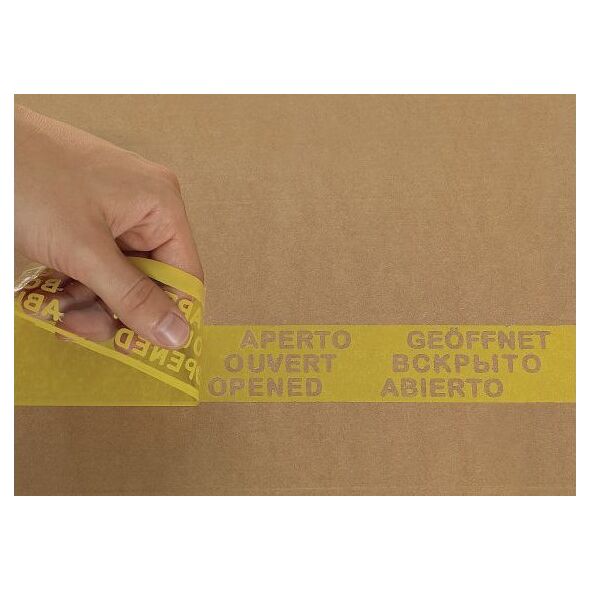 APERTO GEÖFFNET
OUVERT ВСКРЫТО
OPENED ABIERTO